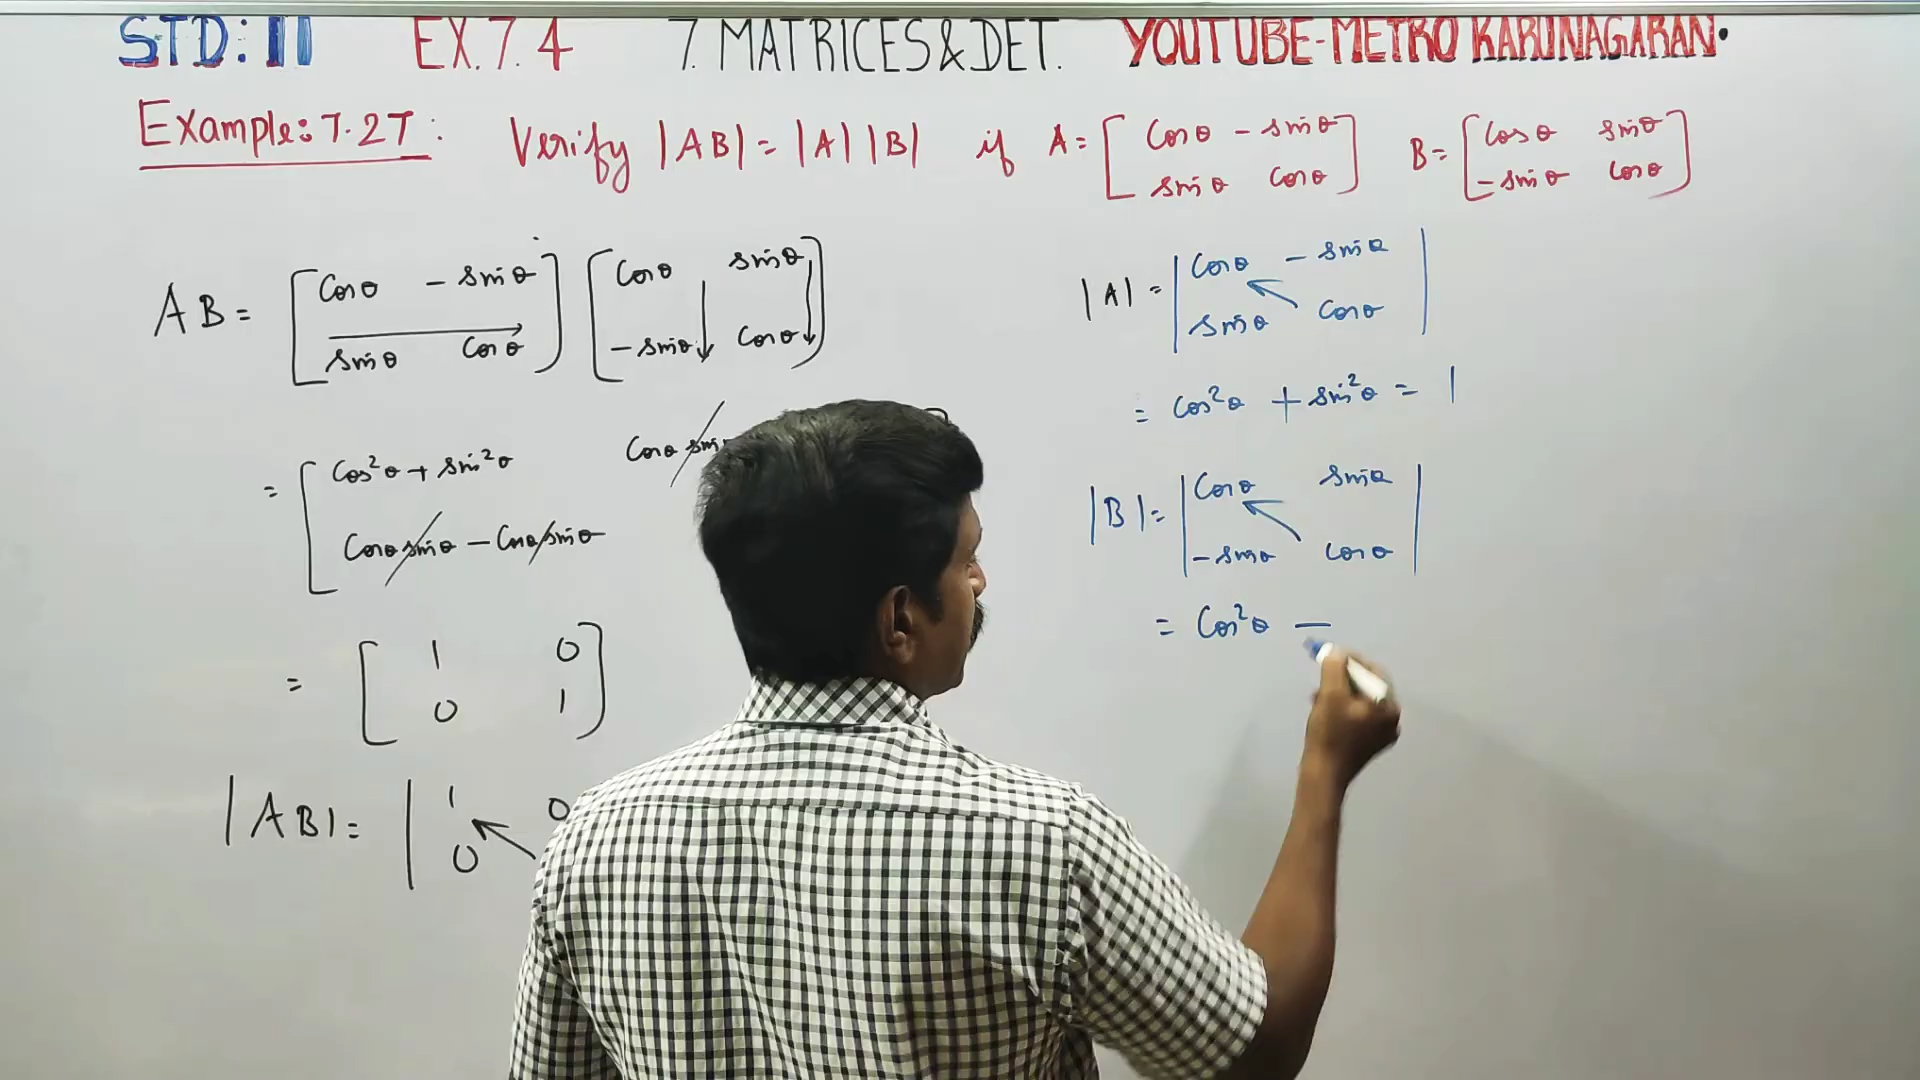 STD: 11 EX.7.4 7. MATRICES & DET. YOUTUBE-METRO KARUNAGARAN.
Example: 7.27: Verify |AB| = |A| |B| if A = [ Cosθ - sinθ B = [ Cosθ sinθ
sinθ Cosθ ] - sinθ Cosθ ]
AB = [ Cosθ - sinθ [ Cosθ sinθ
sinθ Cosθ ] - sinθ Cosθ ]
= [ Cos²θ + sin²θ Cosθ sin
Cosθ sinθ - Cosθ sinθ
= [ 1 0
0 1 ]
|AB| = | 1 0
0
|A| = | Cosθ - sinθ |
sinθ Cosθ
= Cos²θ + sin²θ = 1
|B| = | Cosθ sinθ |
- sinθ Cosθ
= Cos²θ -